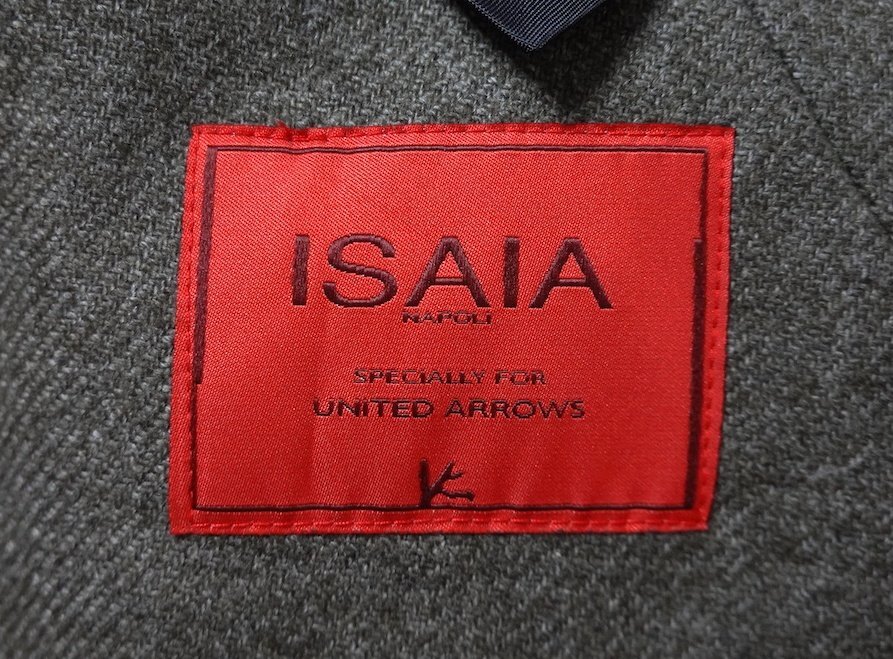 ISAIA
NAPOLI
SPECIALLY FOR
UNITED ARROWS